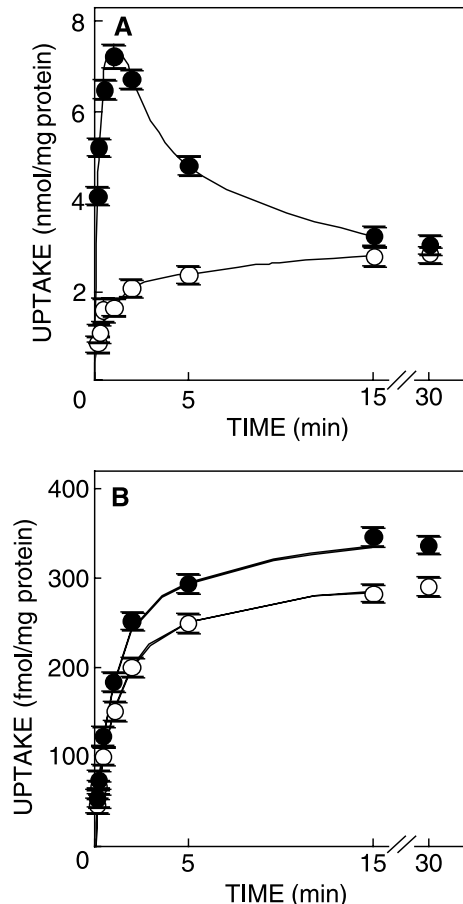 A
8
6
4
2
0
UPTAKE (nmol/mg protein)
5
15
30
TIME (min)
B
400
300
200
100
0
UPTAKE (fmol/mg protein)
5
15
30
TIME (min)